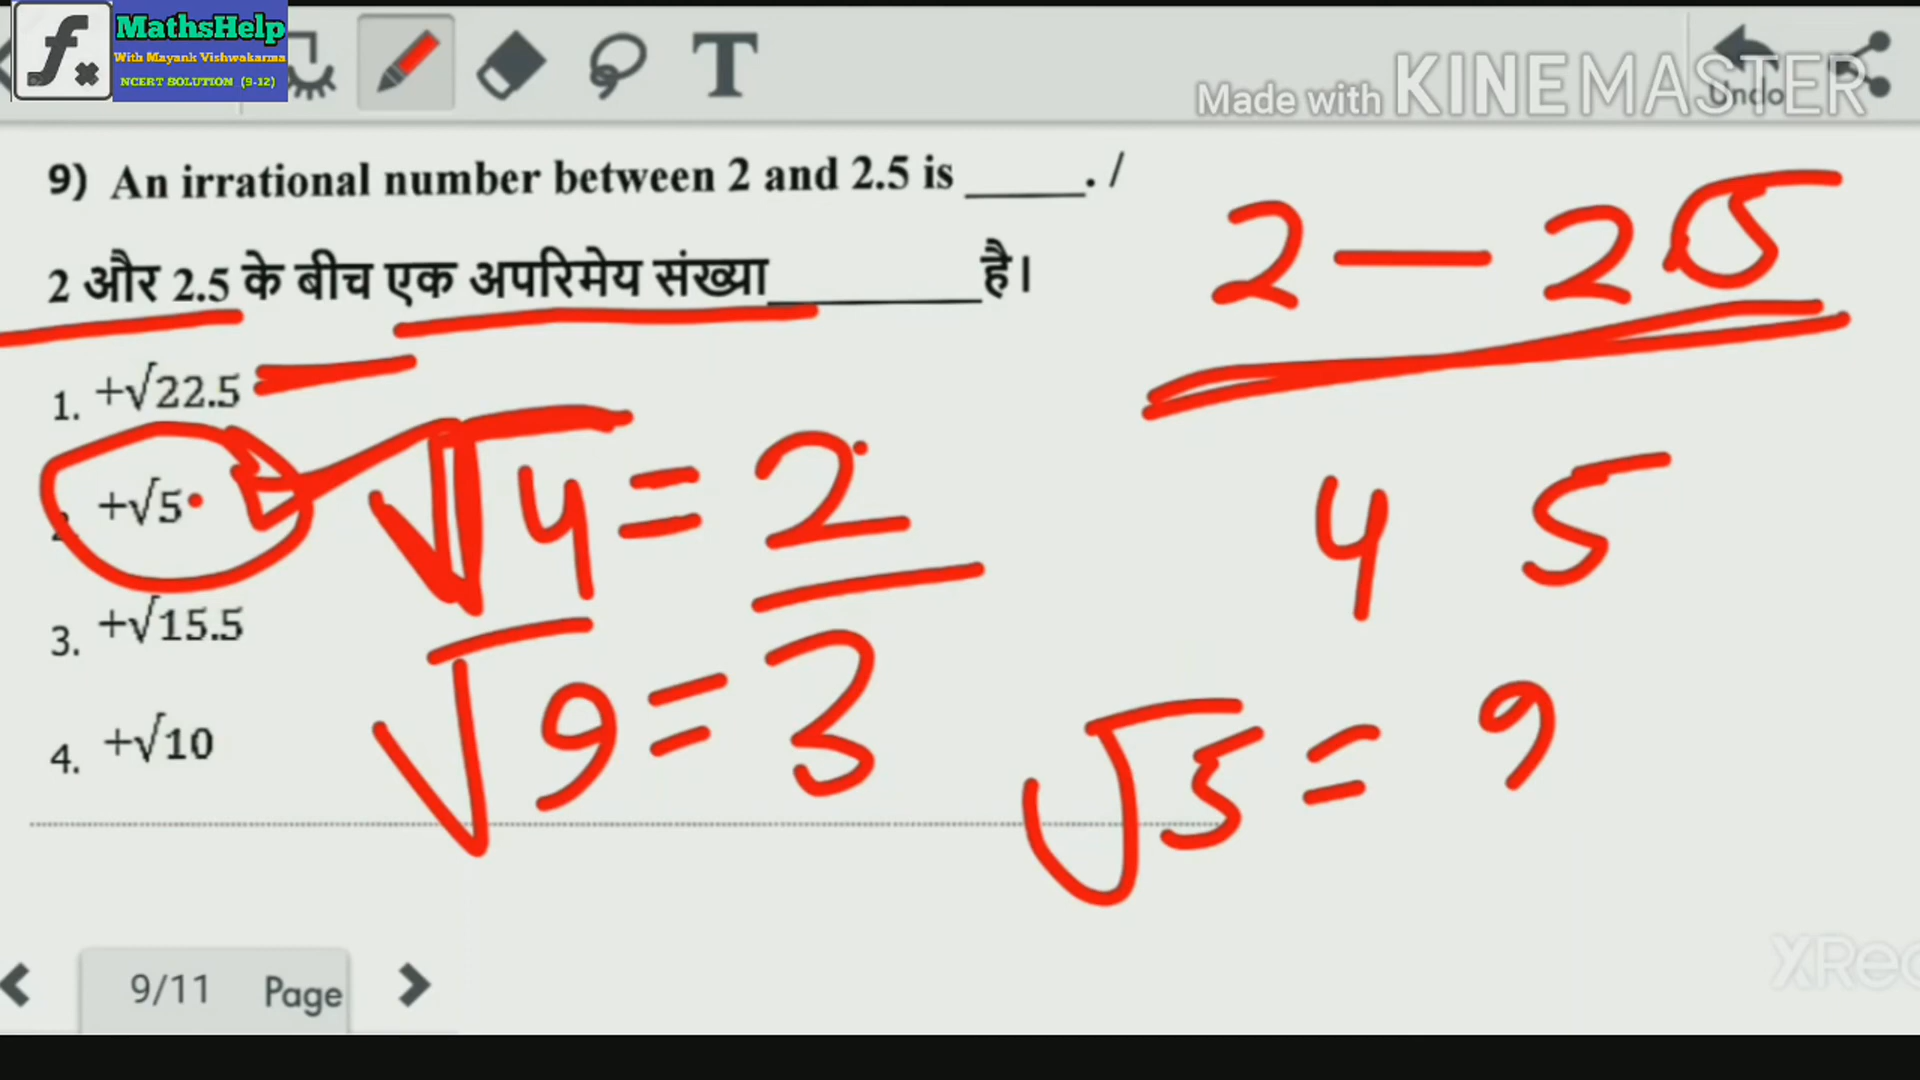 MathsHelp
With Mayank Vishwakarma
NCERT SOLUTION (9-12)
T
Made with KINEMASTER
Undo
9) An irrational number between 2 and 2.5 is _____. /
2 और 2.5 के बीच एक अपरिमेय संख्या_________है।
2 — 2.5
1. +√22.5
2. +√5
√4 = 2
4 5
3. +√15.5
√9 = 3
√5 = 9
4. +√10
9/11 Page